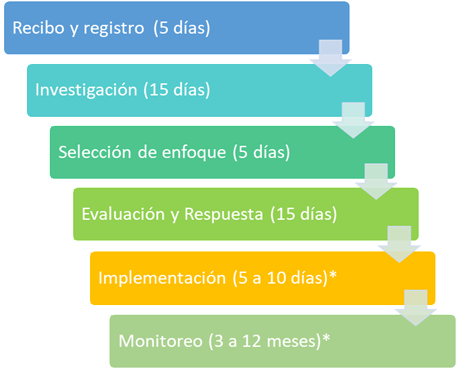 Recibo y registro (5 días)
Investigación (15 días)
Selección de enfoque (5 días)
Evaluación y Respuesta (15 días)
Implementación (5 a 10 días)*
Monitoreo (3 a 12 meses)*